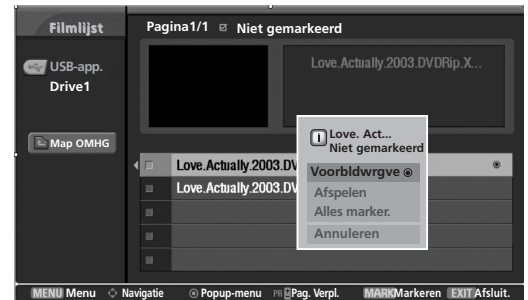 Filmlijst
Pagina1/1 Niet gemarkeerd
USB-app.
Drive1
Love.Actually.2003.DVDRip.X...
Map OMHG
Love. Act...
Niet gemarkeerd
Voorbldwrgve
Afspelen
Alles marker.
Annuleren
Love.Actually.2003.DV
Love.Actually.2003.DV
MENU Menu Navigatie Popup-menu PR Pag. Verpl. MARK Markeren EXIT Afsluit.